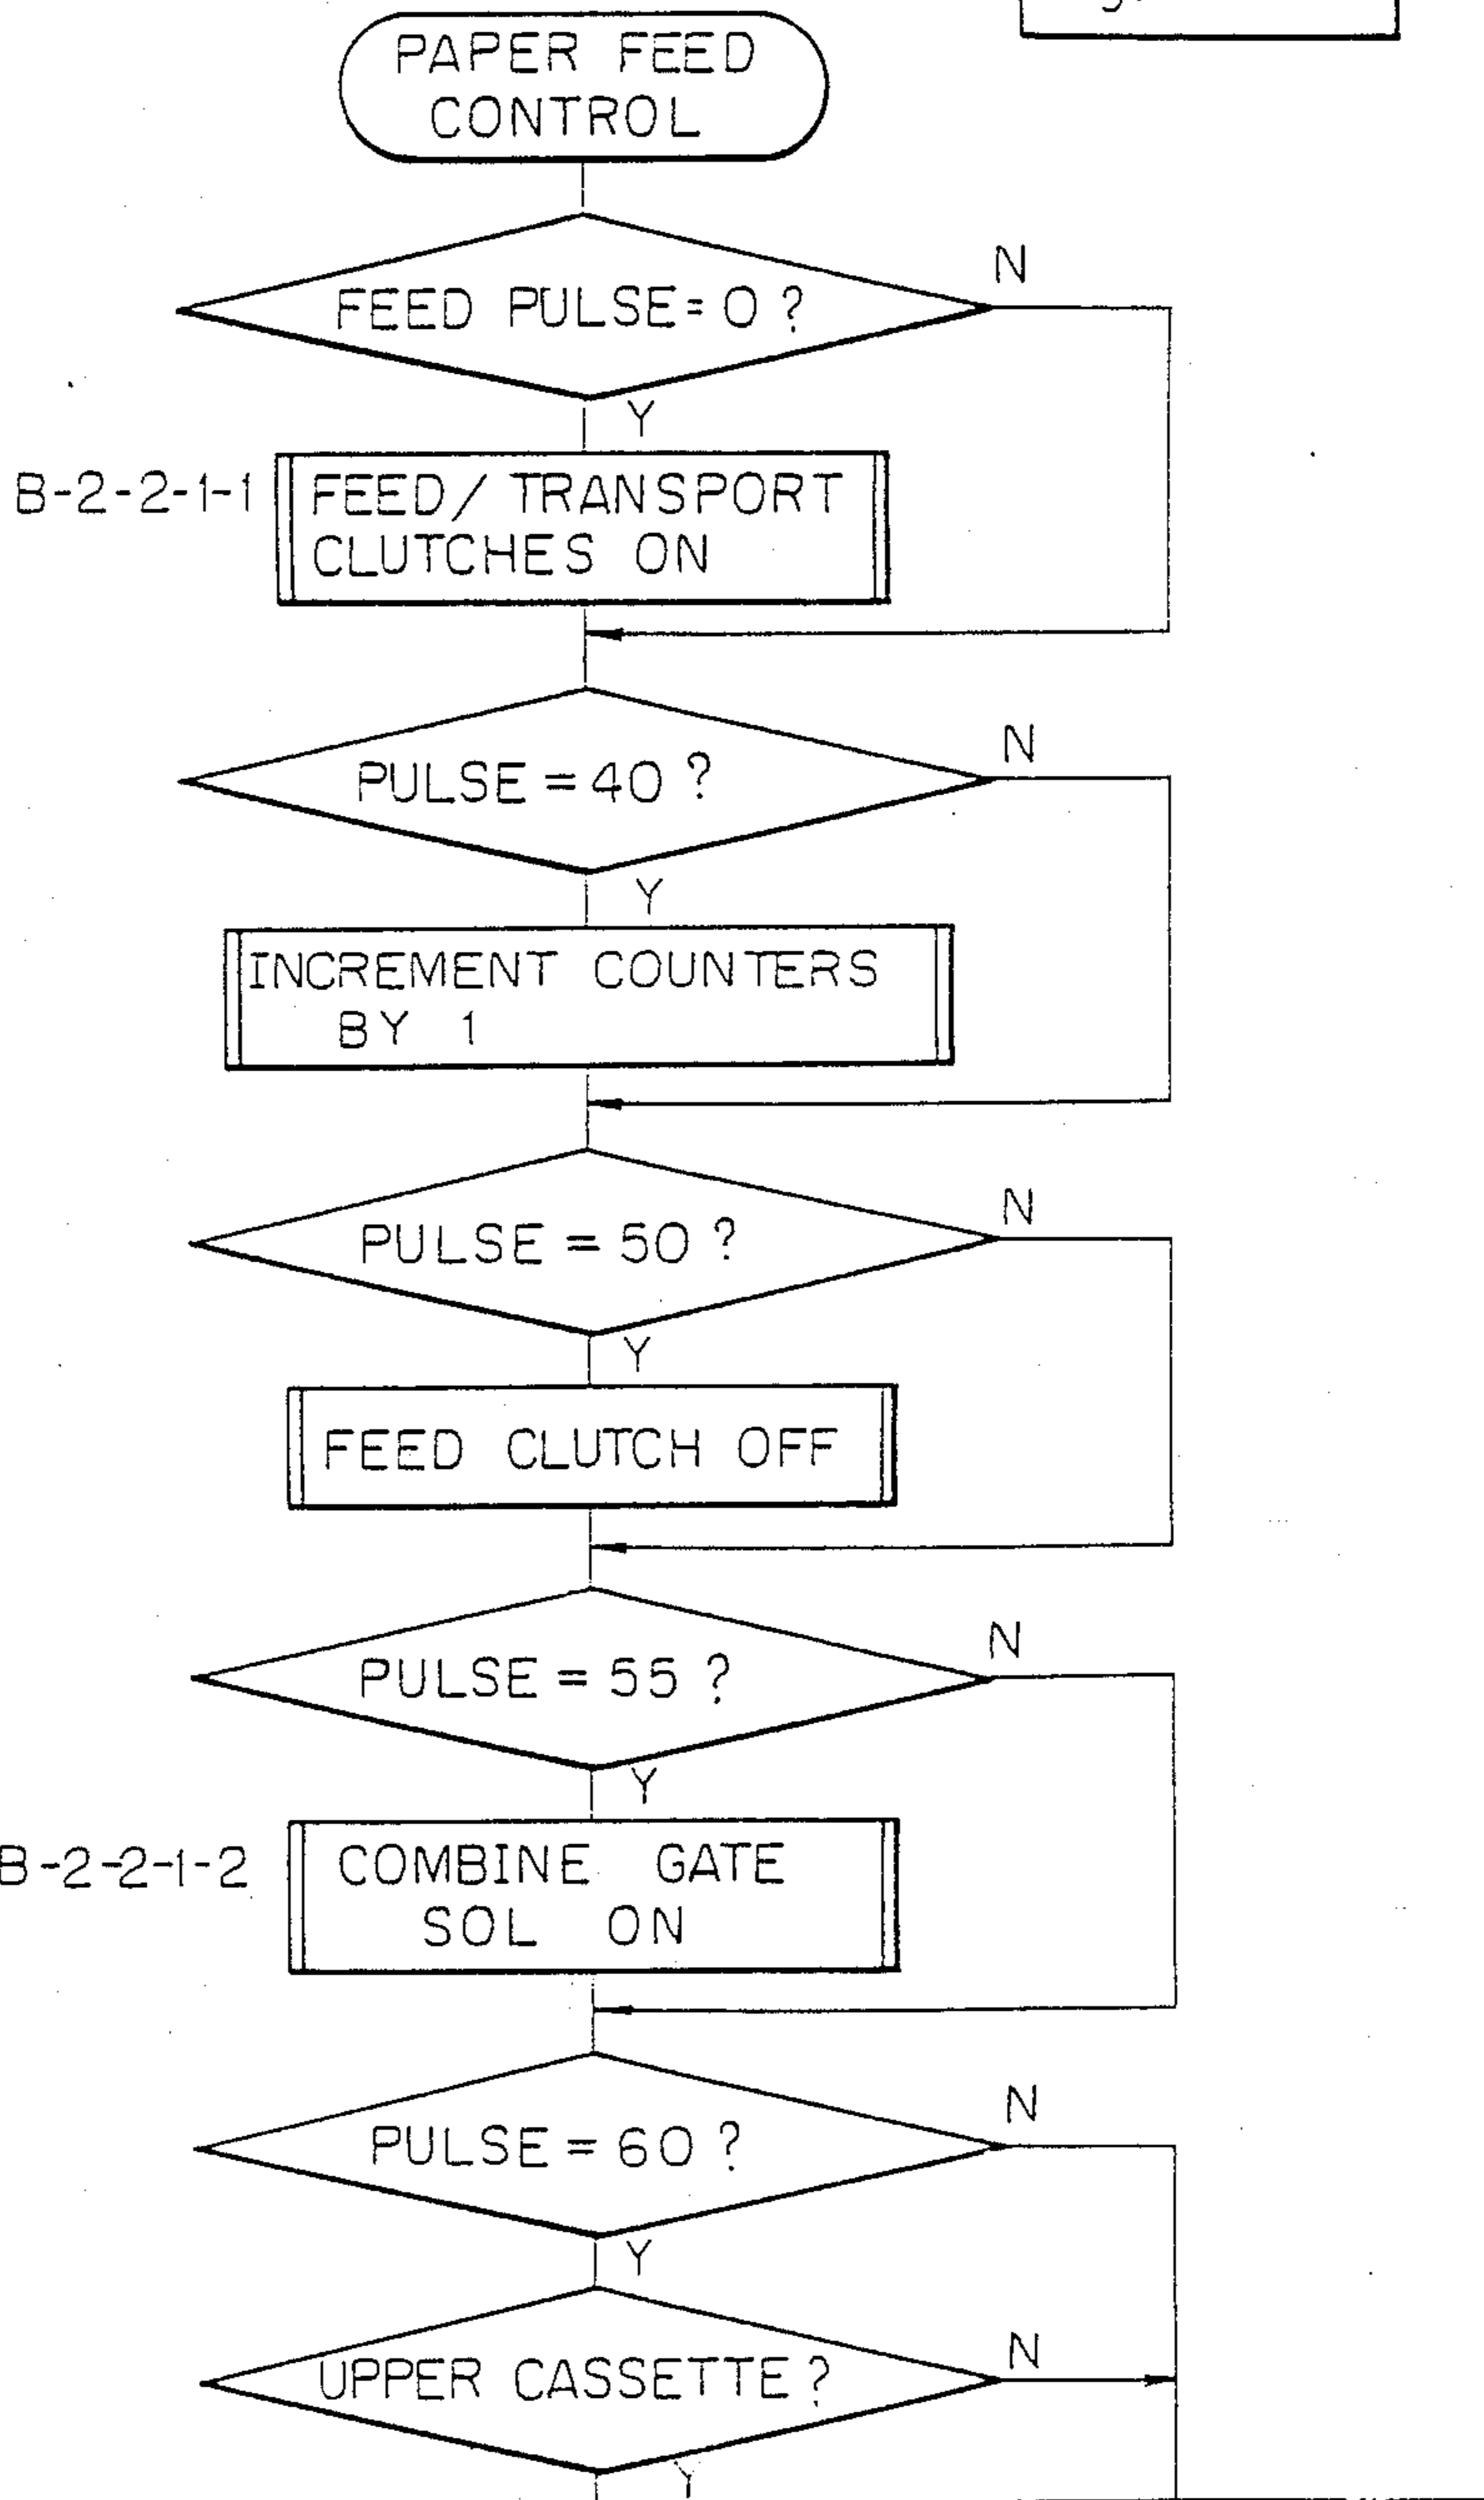 PAPER FEED
CONTROL
FEED PULSE=0?
N
Y
B-2-2-1-1
FEED/TRANSPORT
CLUTCHES ON
PULSE=40?
N
Y
INCREMENT COUNTERS
BY 1
PULSE=50?
N
Y
FEED CLUTCH OFF
PULSE=55?
N
Y
B-2-2-1-2
COMBINE GATE
SOL ON
PULSE=60?
N
Y
UPPER CASSETTE?
N
Y